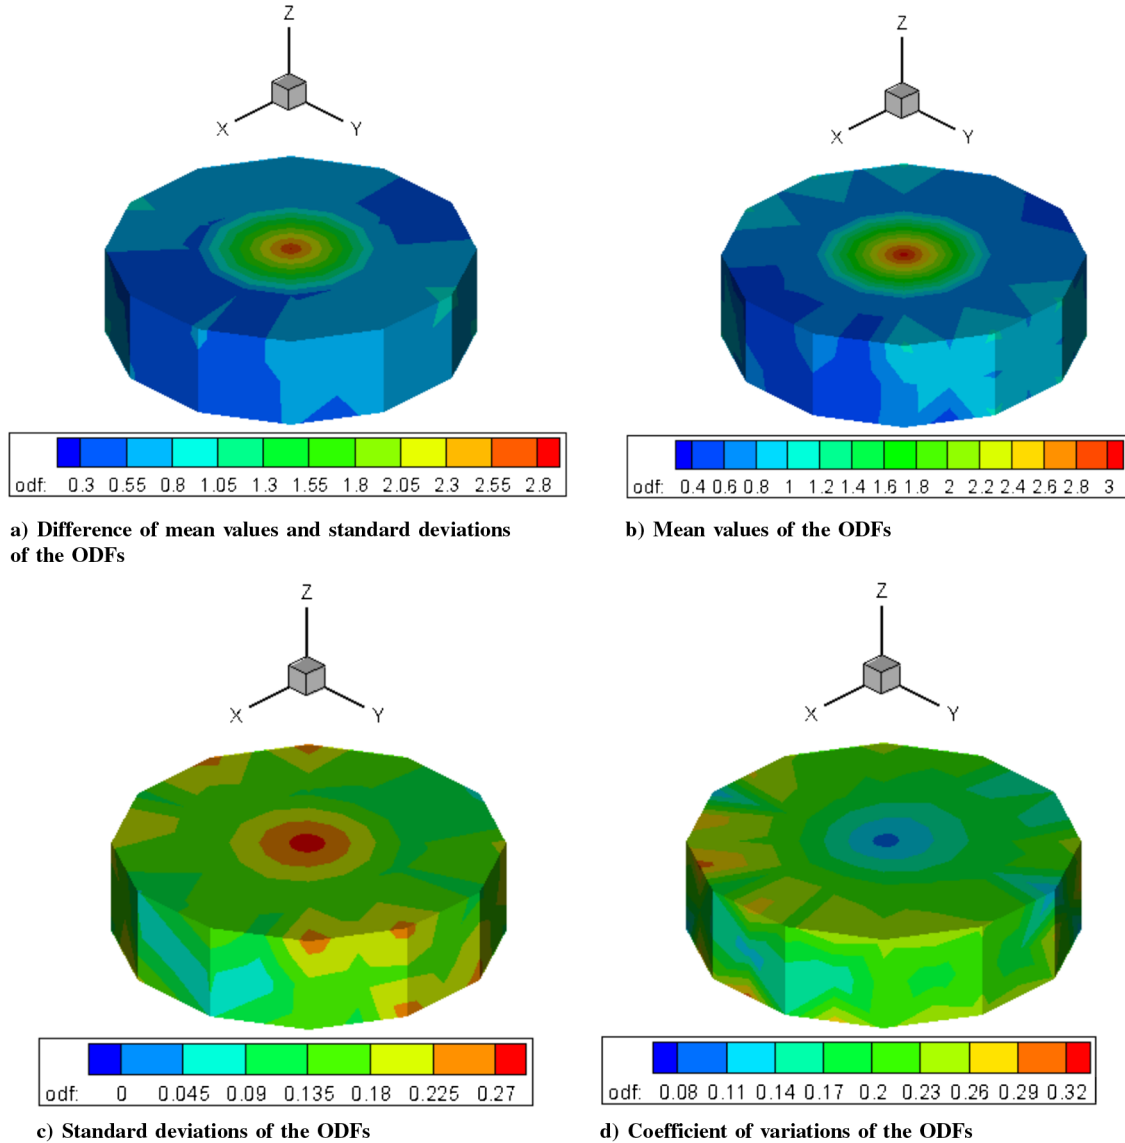 Z
X
Y
odf: 0.3 0.55 0.8 1.05 1.3 1.55 1.8 2.05 2.3 2.55 2.8
a) Difference of mean values and standard deviations
of the ODFs
Z
X
Y
odf: 0.4 0.6 0.8 1 1.2 1.4 1.6 1.8 2 2.2 2.4 2.6 2.8 3
b) Mean values of the ODFs
Z
X
Y
odf: 0 0.045 0.09 0.135 0.18 0.225 0.27
c) Standard deviations of the ODFs
Z
X
Y
odf: 0.08 0.11 0.14 0.17 0.2 0.23 0.26 0.29 0.32
d) Coefficient of variations of the ODFs